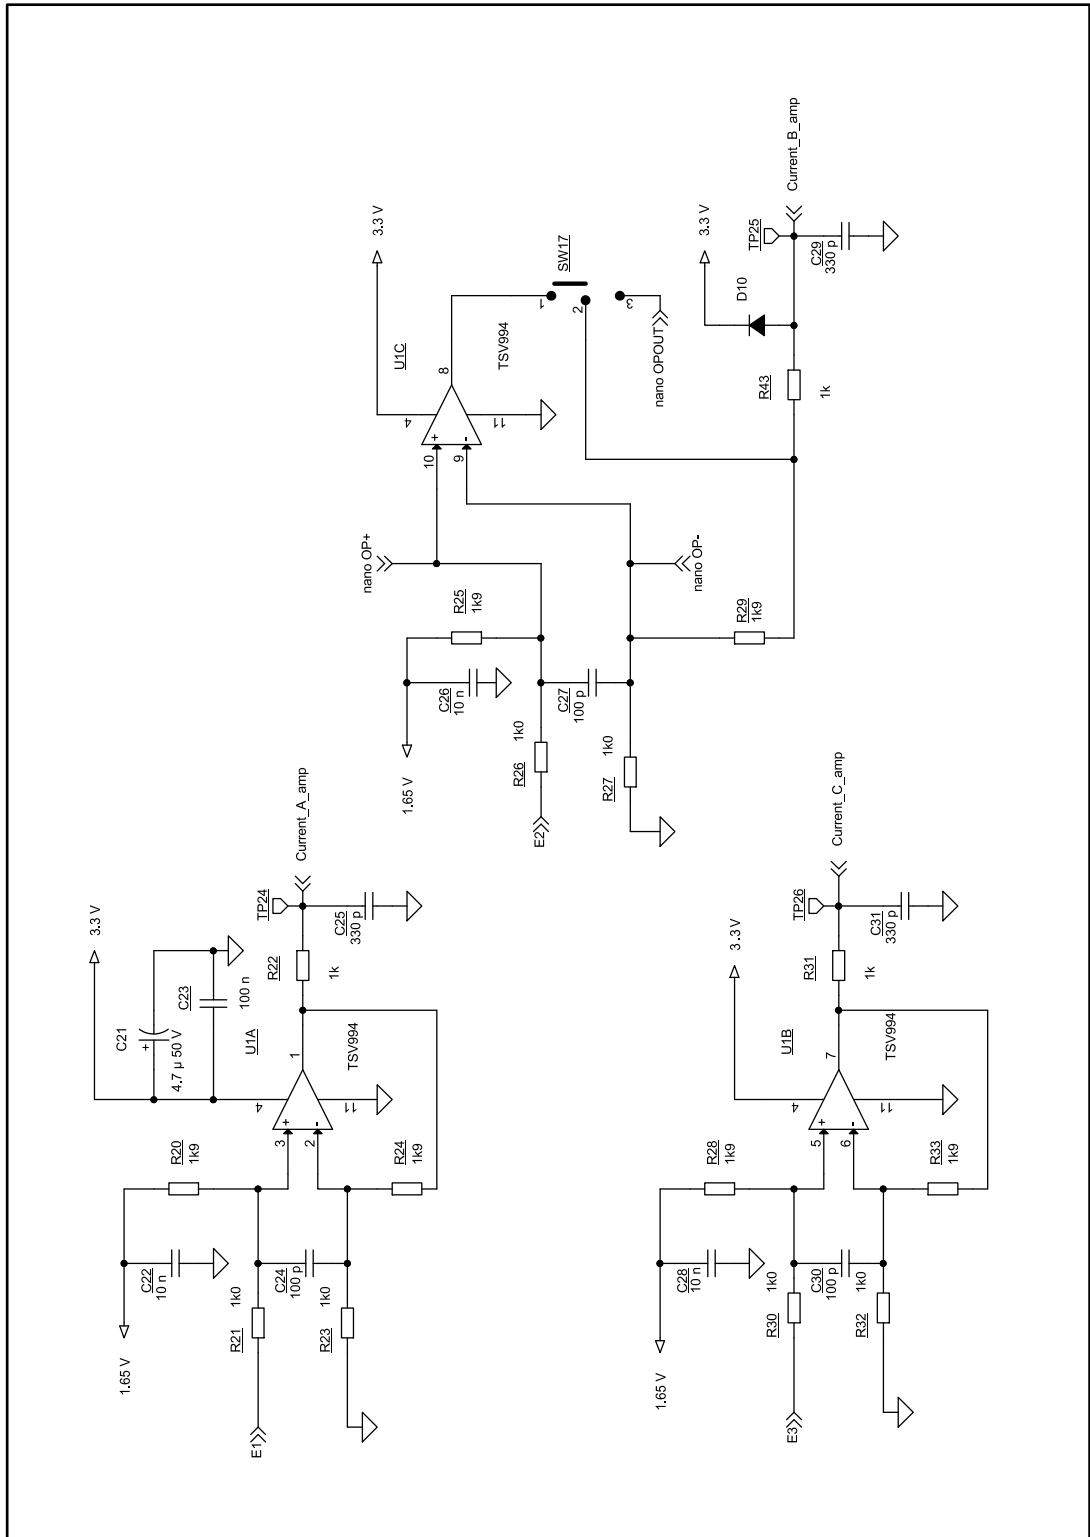 3.3 V
C21
4.7 µ 50 V
C23
100 n
1.65 V
C22
10 n
R20
1k9
E1
R21
1k0
C24
100 p
R23
1k0
3
+
2
-
4
11
U1A
1
TSV994
R24
1k9
R22
1k
TP24
C25
330 p
Current_A_amp
1.65 V
C26
10 n
R25
1k9
nano OP+
E2
R26
1k0
C27
100 p
R27
1k0
nano OP-
R29
1k9
10
+
9
-
4
11
U1C
8
TSV994
3.3 V
SW17
1
2
3
nano OPOUT
R43
1k
D10
3.3 V
TP25
C29
330 p
Current_B_amp
1.65 V
C28
10 n
R28
1k9
E3
R30
1k0
C30
100 p
R32
1k0
5
+
6
-
4
11
U1B
7
TSV994
3.3 V
R33
1k9
R31
1k
TP26
C31
330 p
Current_C_amp